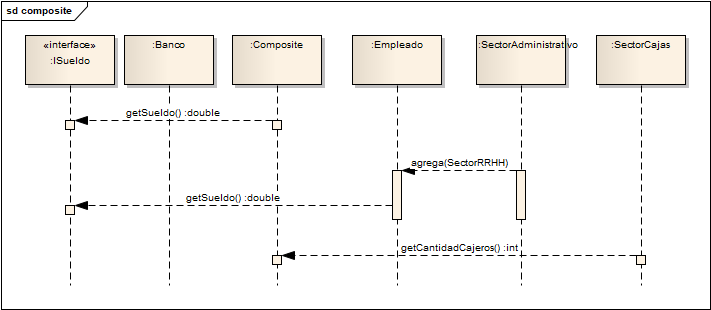 sd composite
«interface»
:ISueldo
:Banco
:Composite
:Empleado
:SectorAdministrativo
:SectorCajas
getSueldo() :double
agrega(SectorRRHH)
getSueldo() :double
getCantidadCajeros() :int